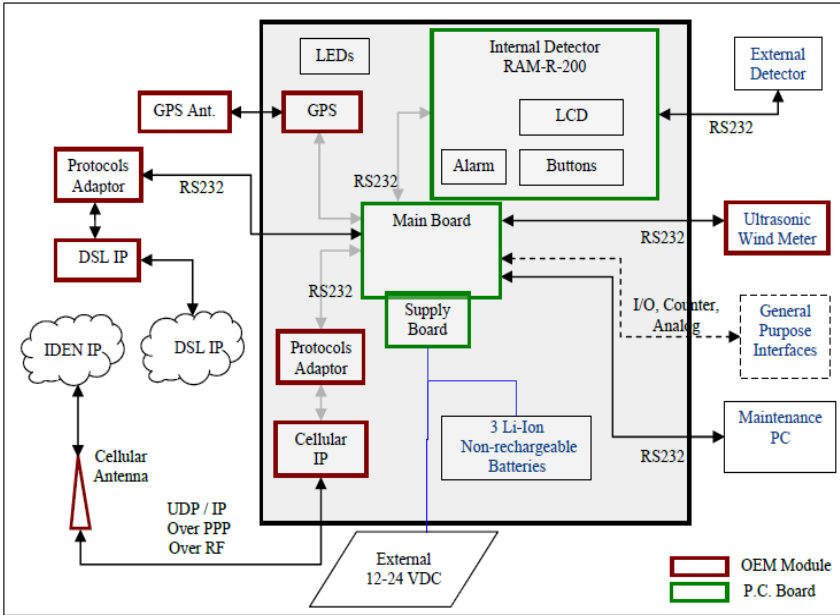 LEDs
Internal Detector
RAM-R-200
LCD
Alarm
Buttons
External
Detector
RS232
GPS Ant.
GPS
Protocols
Adaptor
RS232
RS232
Main Board
RS232
Ultrasonic
Wind Meter
DSL IP
RS232
I/O, Counter,
Analog
General
Purpose
Interfaces
Supply
Board
IDEN IP
DSL IP
Protocols
Adaptor
Cellular
IP
3 Li-Ion
Non-rechargeable
Batteries
Maintenance
PC
RS232
Cellular
Antenna
UDP / IP
Over PPP
Over RF
External
12-24 VDC
OEM Module
P.C. Board